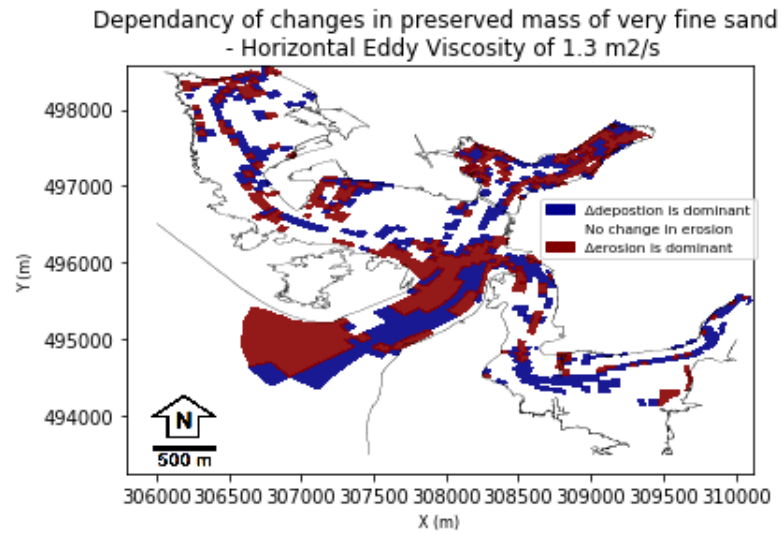 Dependancy of changes in preserved mass of very fine sand
- Horizontal Eddy Viscosity of 1.3 m2/s
498000
497000
496000
495000
494000
Y (m)
Δdepostion is dominant
No change in erosion
Δerosion is dominant
N
500 m
306000 306500 307000 307500 308000 308500 309000 309500 310000
X (m)